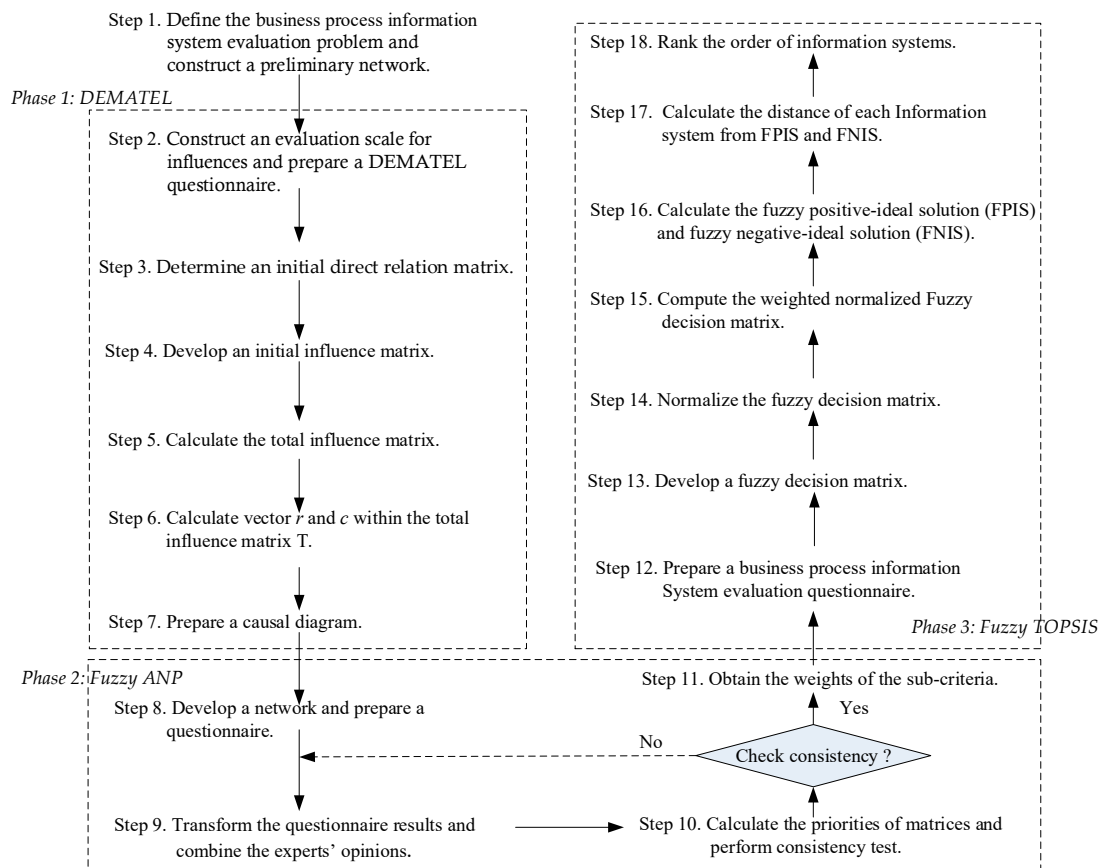 Step 1. Define the business process information
system evaluation problem and
construct a preliminary network.
Phase 1: DEMATEL
Step 2. Construct an evaluation scale for
influences and prepare a DEMATEL
questionnaire.
Step 3. Determine an initial direct relation matrix.
Step 4. Develop an initial influence matrix.
Step 5. Calculate the total influence matrix.
Step 6. Calculate vector r and c within the total
influence matrix T.
Step 7. Prepare a causal diagram.
Phase 2: Fuzzy ANP
Step 8. Develop a network and prepare a
questionnaire.
Step 9. Transform the questionnaire results and
combine the experts’ opinions.
Step 10. Calculate the priorities of matrices and
perform consistency test.
Check consistency ?
No
Yes
Step 11. Obtain the weights of the sub-criteria.
Phase 3: Fuzzy TOPSIS
Step 12. Prepare a business process information
System evaluation questionnaire.
Step 13. Develop a fuzzy decision matrix.
Step 14. Normalize the fuzzy decision matrix.
Step 15. Compute the weighted normalized Fuzzy
decision matrix.
Step 16. Calculate the fuzzy positive-ideal solution (FPIS)
and fuzzy negative-ideal solution (FNIS).
Step 17. Calculate the distance of each Information
system from FPIS and FNIS.
Step 18. Rank the order of information systems.